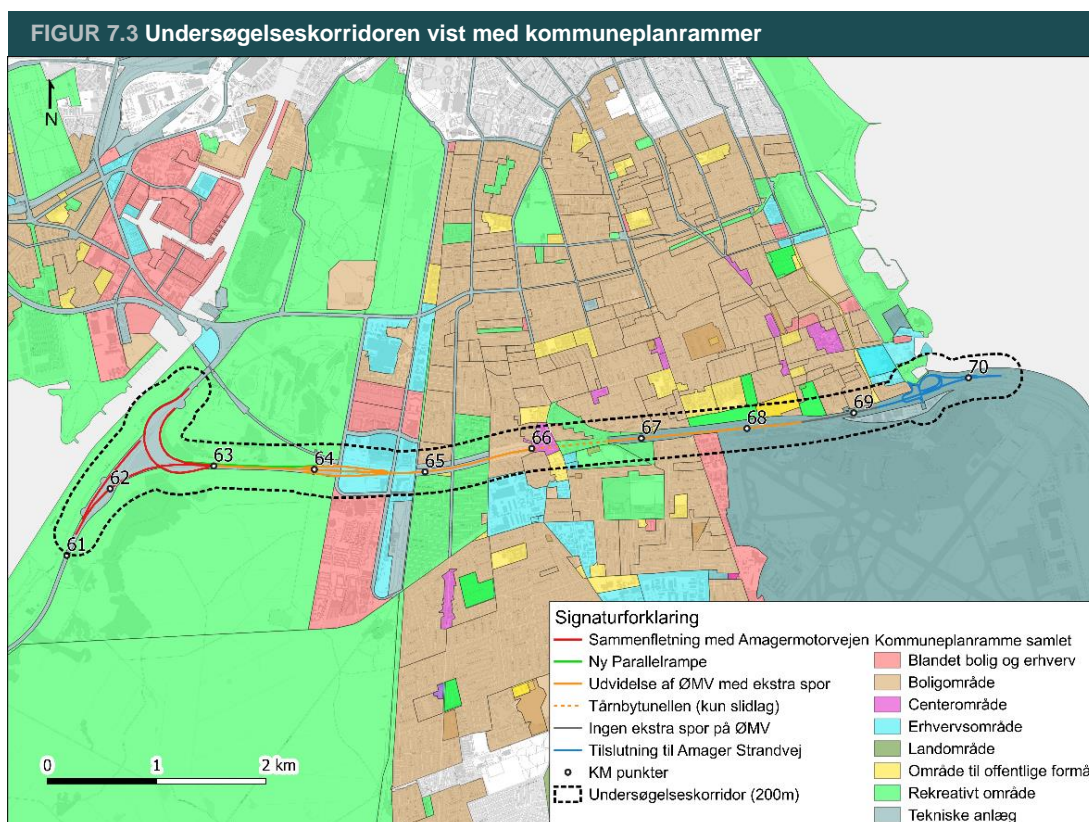 FIGUR 7.3 Undersøgelseskorridoren vist med kommuneplanrammer
N
70
69
68
67
66
65
64
63
62
61
0 1 2 km
Signaturforklaring
Sammenfletning med Amagermotorvejen
Ny Parallelrampe
Udvidelse af ØMV med ekstra spor
Tårnbytunellen (kun slidlag)
Ingen ekstra spor på ØMV
Tilslutning til Amager Strandvej
KM punkter
Undersøgelseskorridor (200m)
Kommuneplanramme samlet
Blandet bolig og erhverv
Boligområde
Centerområde
Erhvervsområde
Landområde
Område til offentlige formå
Rekreativt område
Tekniske anlæg